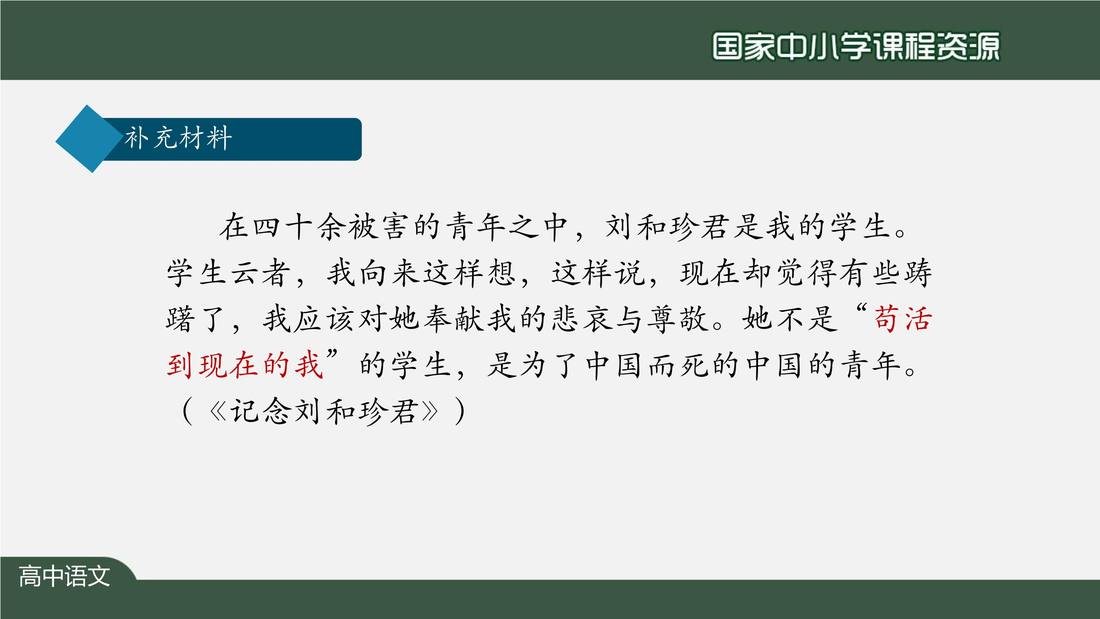 国家中小学课程资源
补充材料
在四十余被害的青年之中，刘和珍君是我的学生。
学生云者，我向来这样想，这样说，现在却觉得有些踌
躇了，我应该对她奉献我的悲哀与尊敬。她不是“苟活
到现在的我”的学生，是为了中国而死的中国的青年。
（《记念刘和珍君》）
高中语文